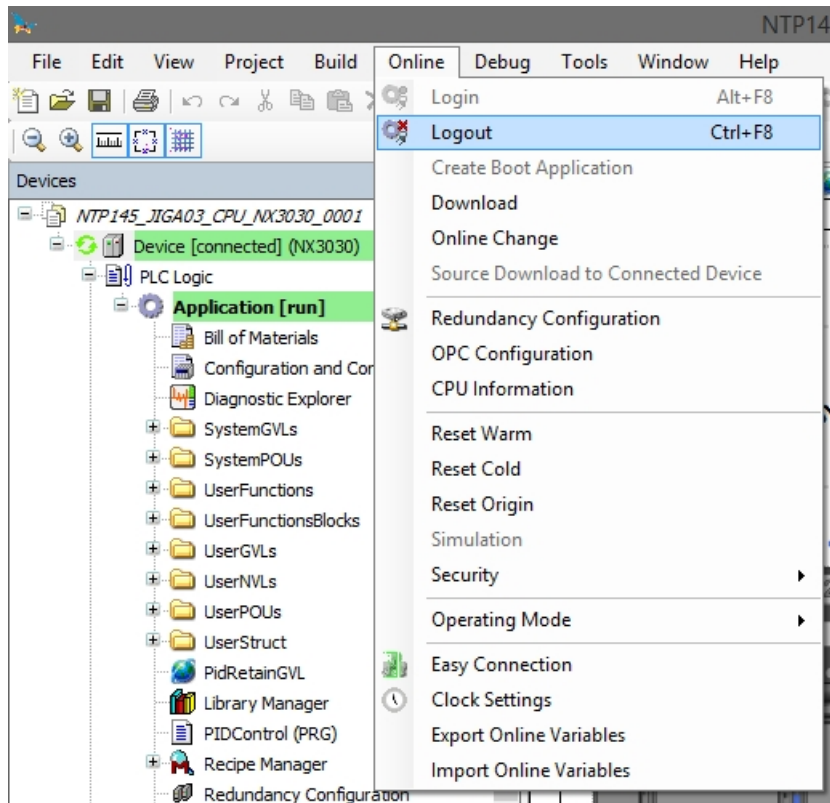 NTP14
File Edit View Project Build Online Debug Tools Window Help
Login Alt+F8
Logout Ctrl+F8
Create Boot Application
Download
Online Change
Source Download to Connected Device
Redundancy Configuration
OPC Configuration
CPU Information
Reset Warm
Reset Cold
Reset Origin
Simulation
Security
Operating Mode
Easy Connection
Clock Settings
Export Online Variables
Import Online Variables
Devices
NTP145_JIGA03_CPU_NX3030_0001
Device [connected] (NX3030)
PLC Logic
Application [run]
Bill of Materials
Configuration and Con
Diagnostic Explorer
SystemGVLs
SystemPOUs
UserFunctions
UserFunctionsBlocks
UserGVLs
UserNVLs
UserPOUs
UserStruct
PidRetainGVL
Library Manager
PIDControl (PRG)
Recipe Manager
Redundancy Configuration